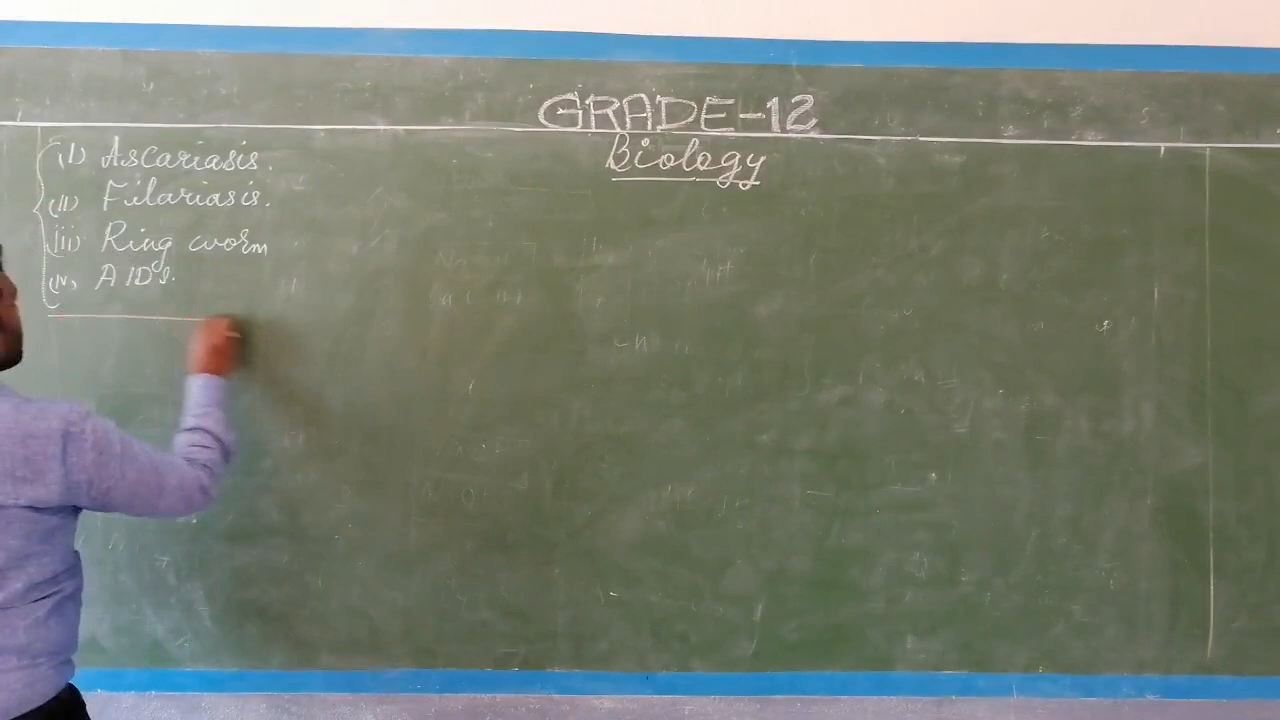 GRADE-12
Biology
(i) Ascariasis.
(ii) Filariasis.
(iii) Ring worm
(iv) AIDs.